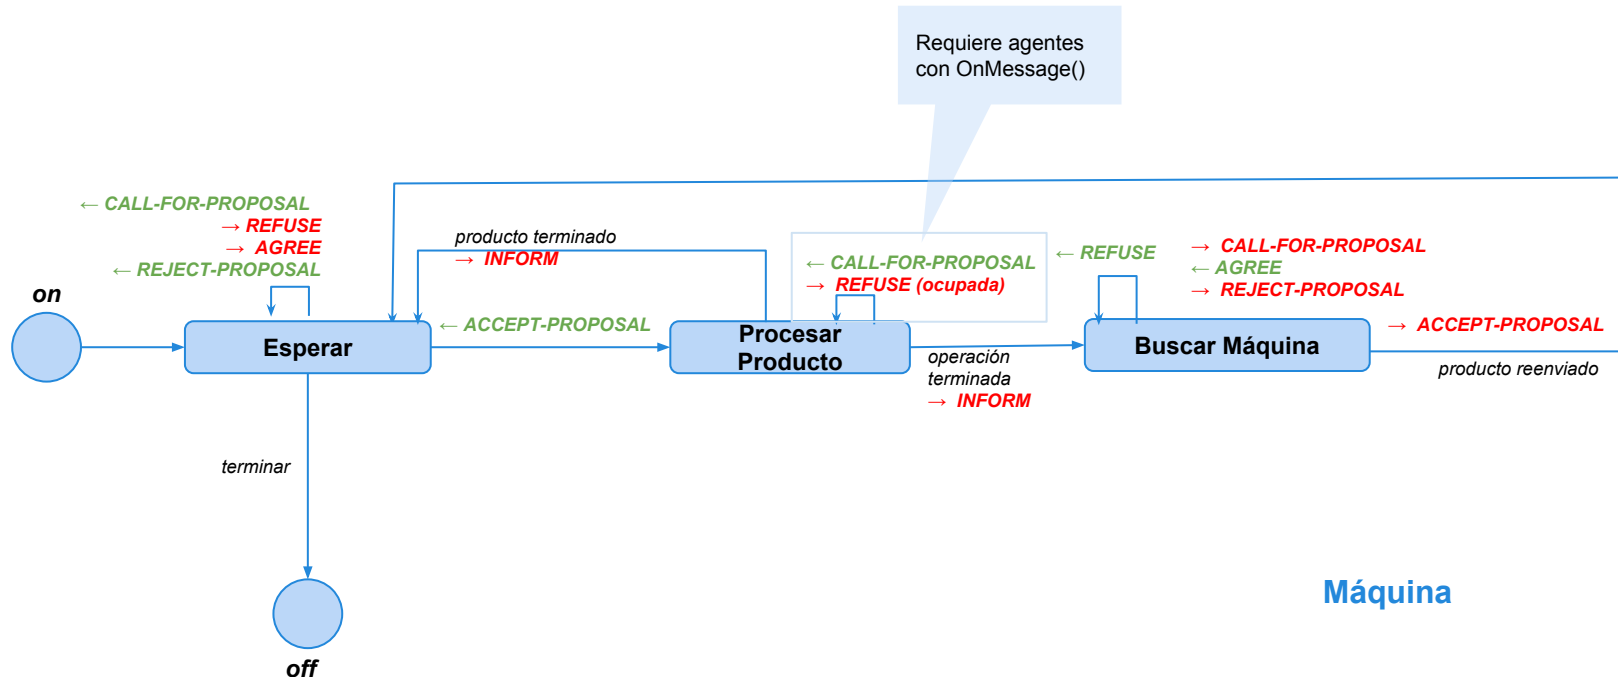 Requiere agentes
con OnMessage()
← CALL-FOR-PROPOSAL
→ REFUSE
→ AGREE
← REJECT-PROPOSAL
on
Esperar
producto terminado
→ INFORM
← ACCEPT-PROPOSAL
← CALL-FOR-PROPOSAL
→ REFUSE (ocupada)
Procesar
Producto
operación
terminada
→ INFORM
← REFUSE
→ CALL-FOR-PROPOSAL
← AGREE
→ REJECT-PROPOSAL
Buscar Máquina
→ ACCEPT-PROPOSAL
producto reenviado
terminar
Máquina
off